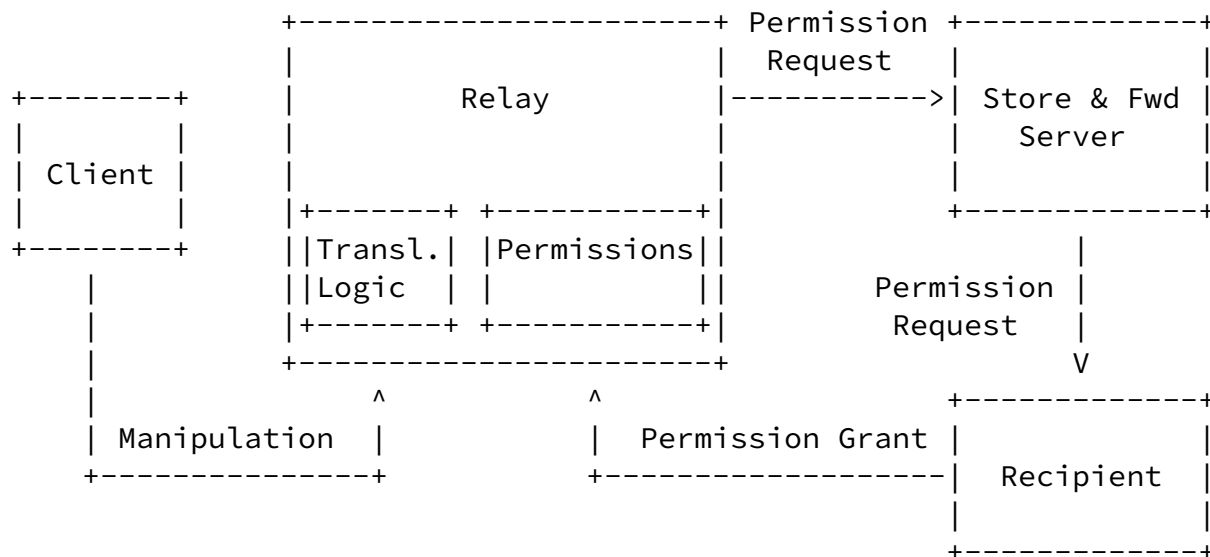 Permission
Request
Relay
Store & Fwd
Server
Client
Transl.
Permissions
Logic
Permission
Request
Manipulation
Permission Grant
Recipient